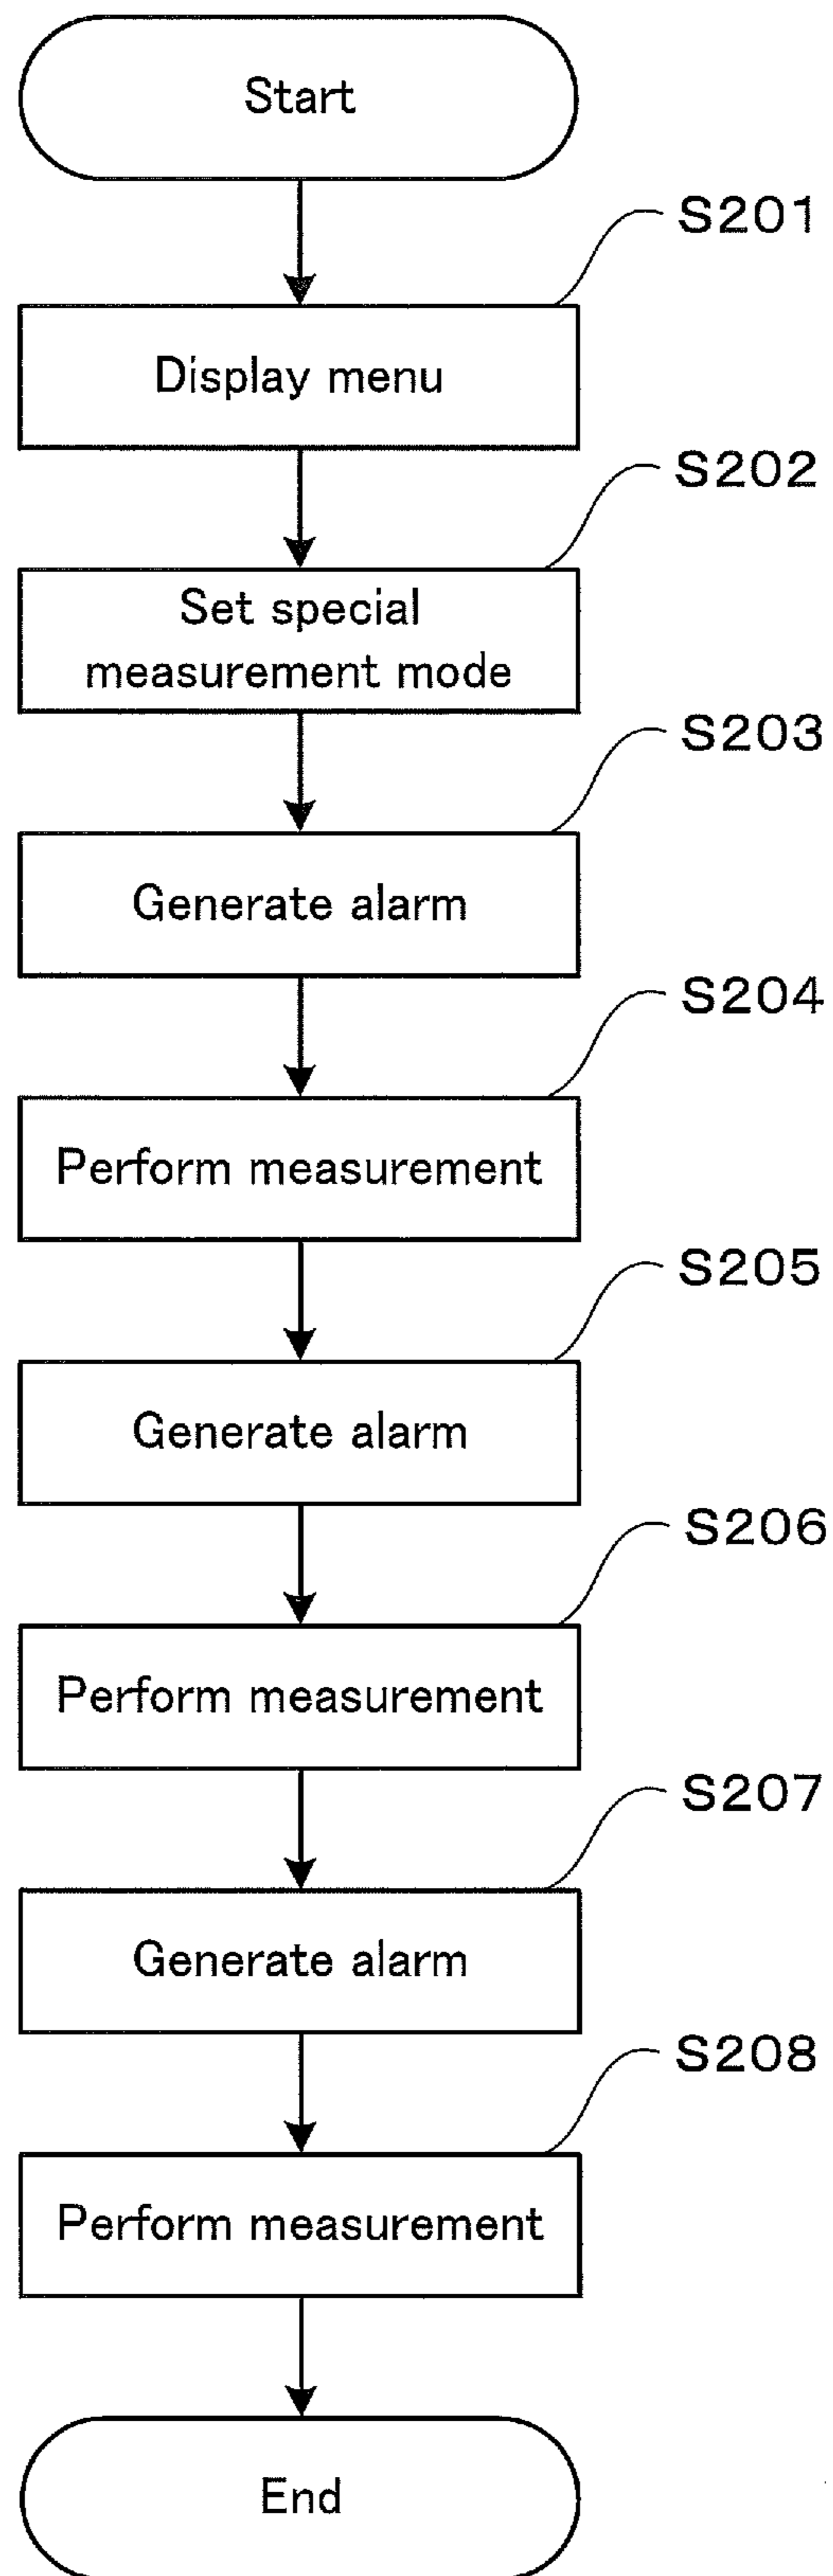 Start
S201
Display menu
S202
Set special
measurement mode
S203
Generate alarm
S204
Perform measurement
S205
Generate alarm
S206
Perform measurement
S207
Generate alarm
S208
Perform measurement
End